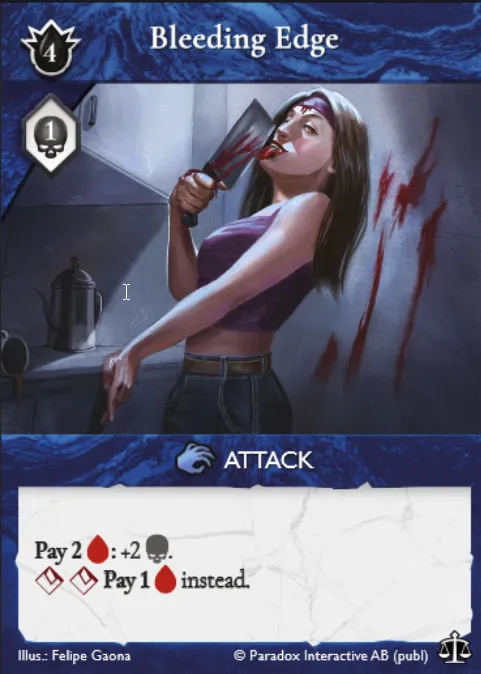 4
Bleeding Edge
1
ATTACK
Pay 2 : +2 .
Pay 1 instead.
Illus.: Felipe Gaona © Paradox Interactive AB (publ)